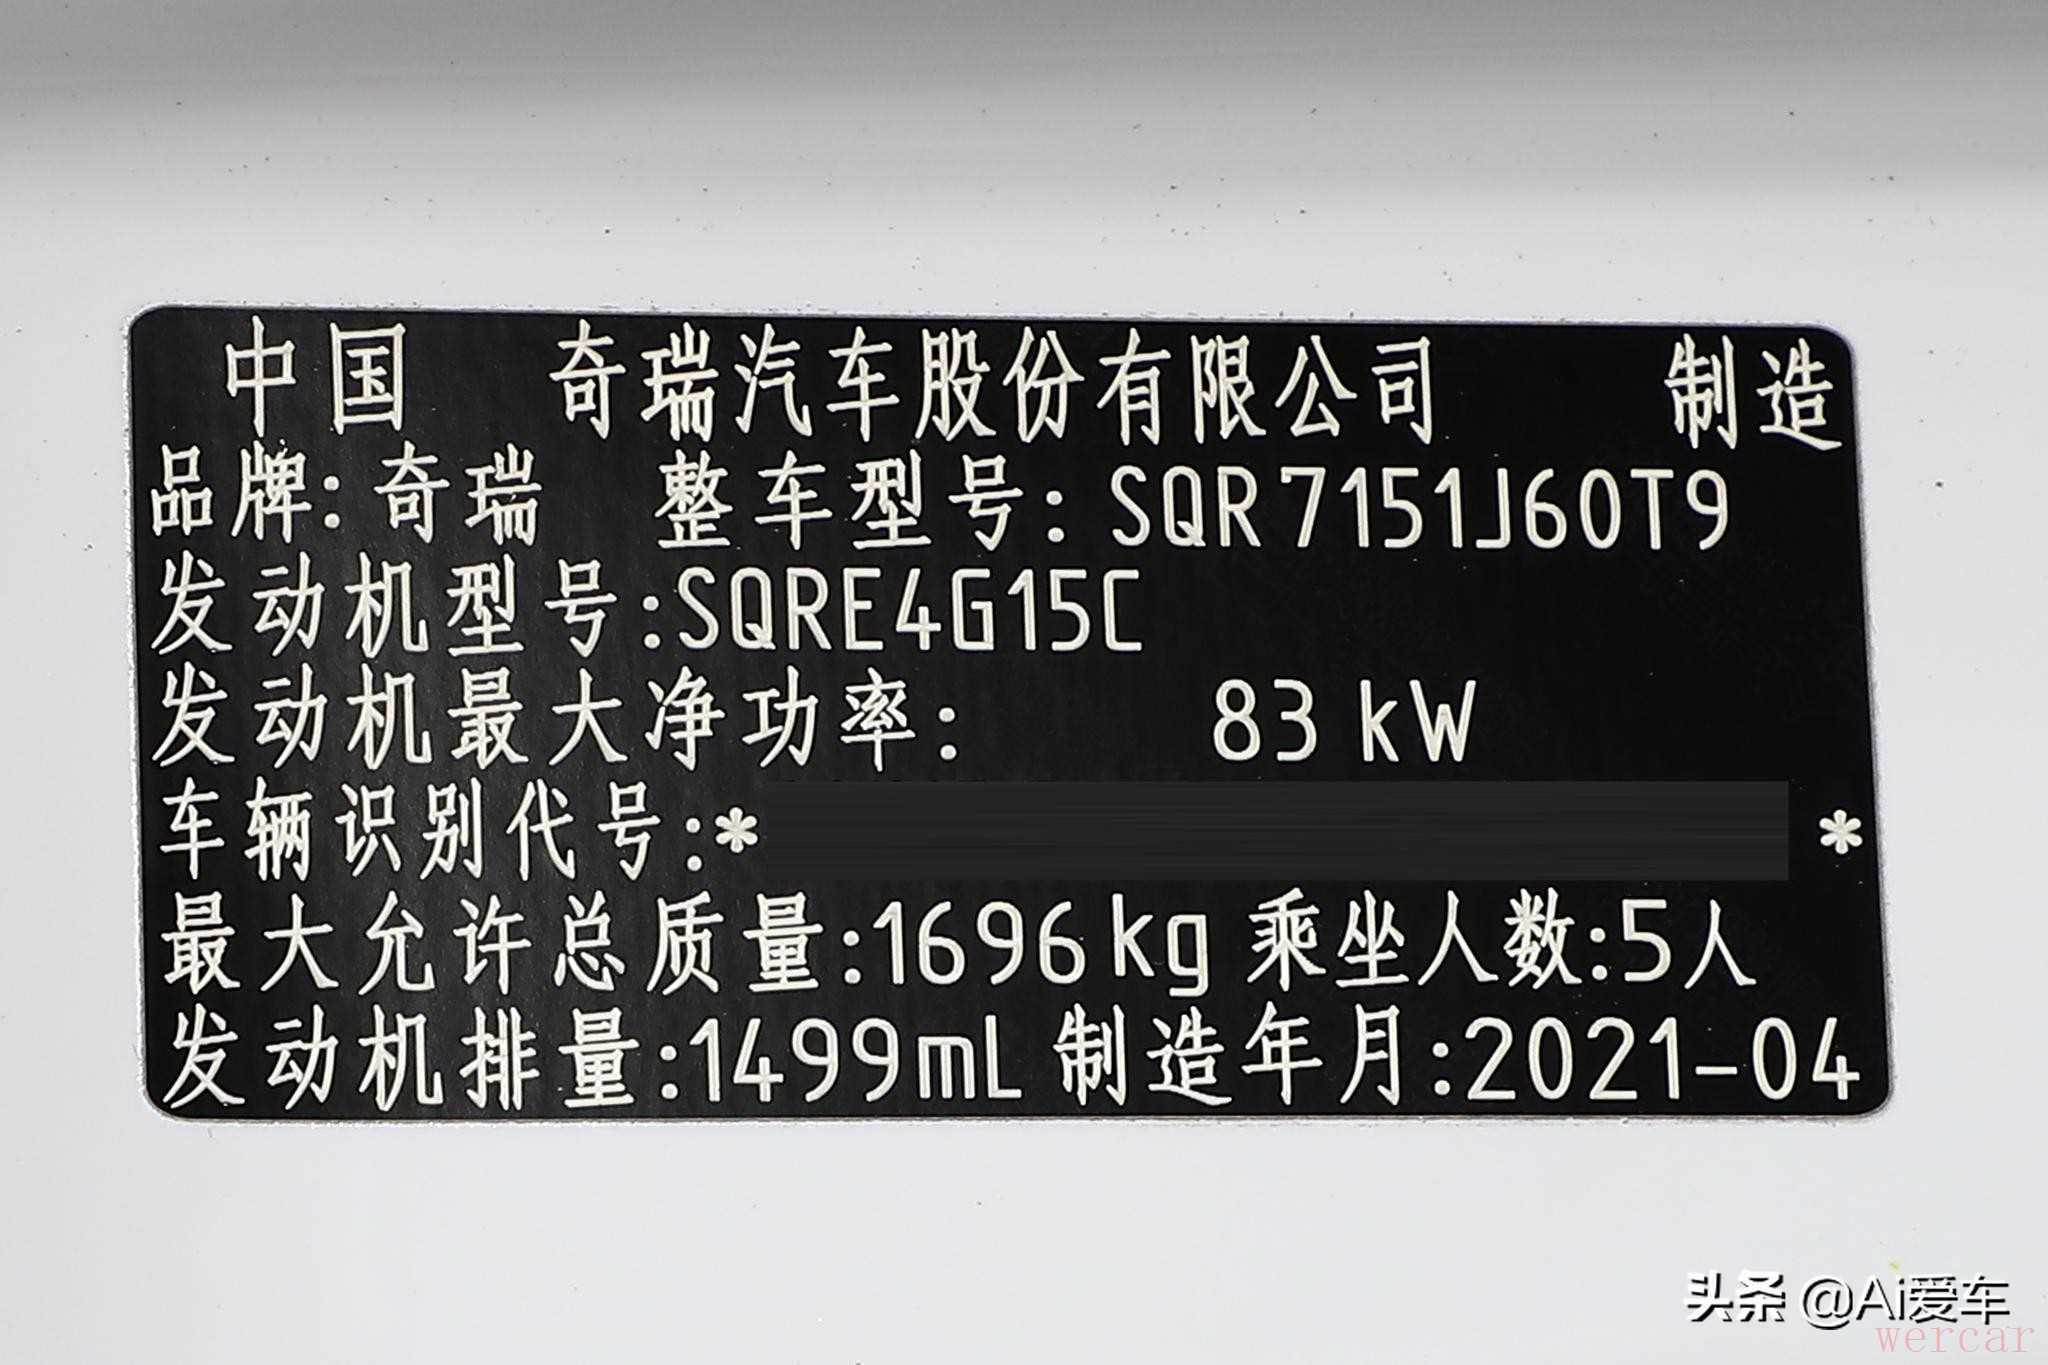 中国 奇瑞汽车股份有限公司 制造
品牌:奇瑞 整车型号:SQR7151J60T9
发动机型号:SQRE4G15C
发动机最大净功率: 83 kW
车辆识别代号:* *
最大允许总质量:1696kg 乘坐人数:5人
发动机排量:1499mL 制造年月:2021-04
头条 @Ai爱车
wercar